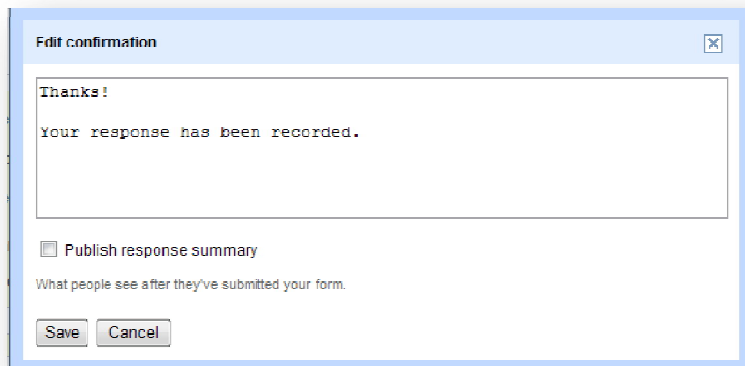 Edit confirmation
Thanks!
Your response has been recorded.
Publish response summary
What people see after they've submitted your form.
Save Cancel